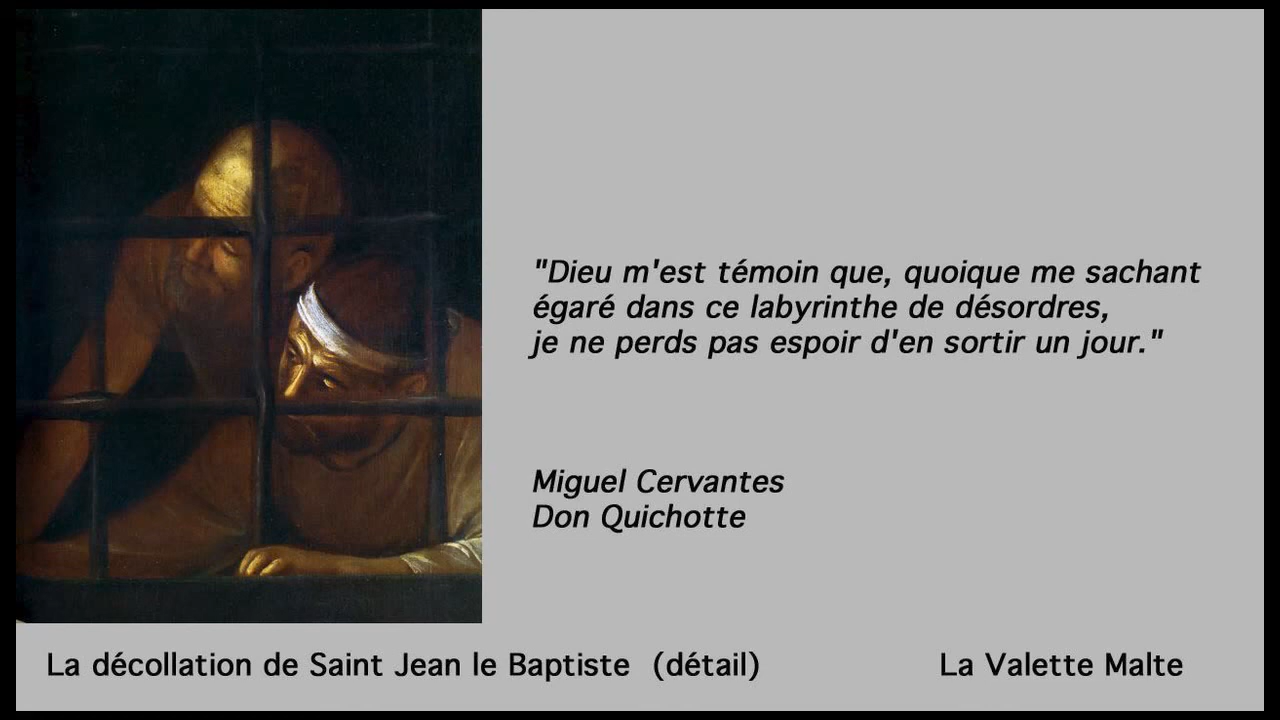 "Dieu m'est témoin que, quoique me sachant
égaré dans ce labyrinthe de désordres,
je ne perds pas espoir d'en sortir un jour."
Miguel Cervantes
Don Quichotte
La décollation de Saint Jean le Baptiste (détail)
La Valette Malte